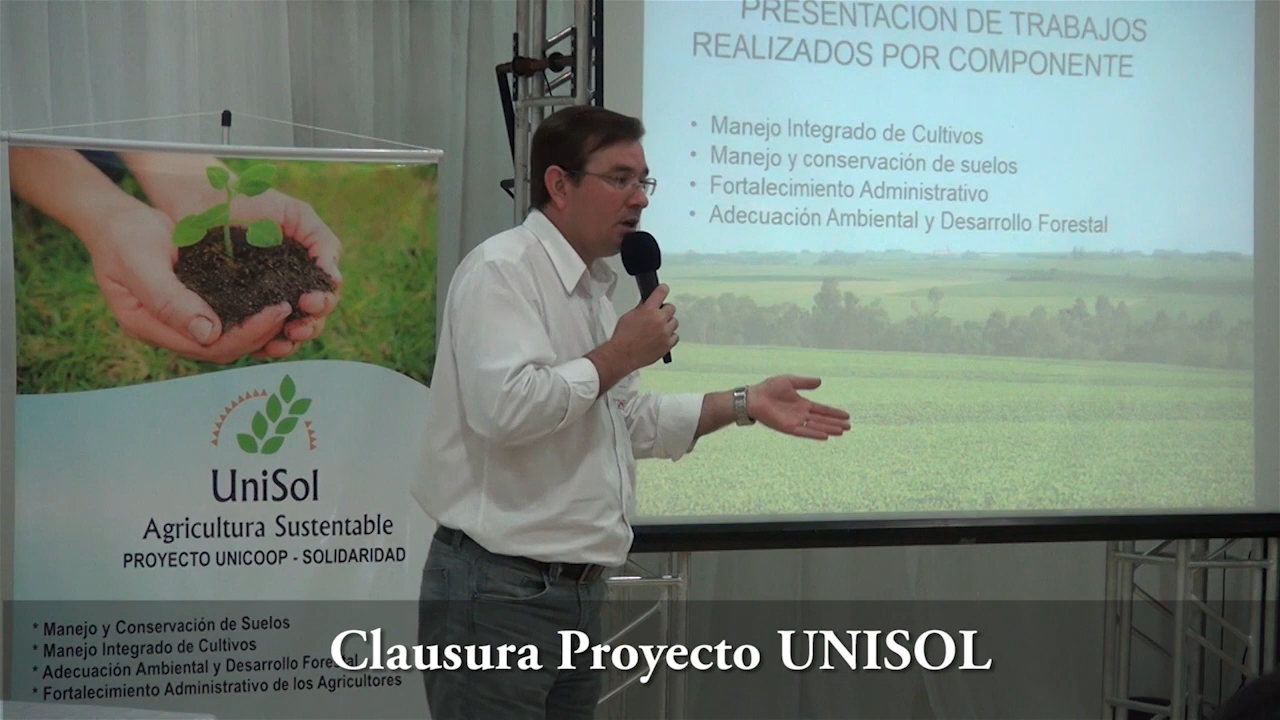 PRESENTACION DE TRABAJOS
REALIZADOS POR COMPONENTE
• Manejo Integrado de Cultivos
• Manejo y conservación de suelos
• Fortalecimiento Administrativo
• Adecuación Ambiental y Desarrollo Forestal
UniSol
Agricultura Sustentable
PROYECTO UNICOOP - SOLIDARIDAD
* Manejo y Conservación de Suelos
* Manejo Integrado de Cultivos
* Adecuación Ambiental y Desarrollo Forestal
* Fortalecimiento Administrativo de los Agricultores
Clausura Proyecto UNISOL